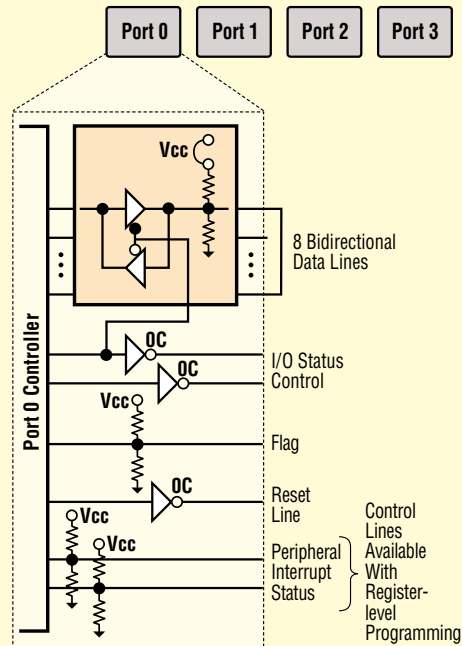 Port 0
Port 1
Port 2
Port 3
Vcc
8 Bidirectional
Data Lines
Port 0 Controller
OC
I/O Status
OC
Control
Vcc
Flag
OC
Reset
Line
Vcc
Vcc
Peripheral
Interrupt
Status
Control
Lines
Available
With
Register-
level
Programming